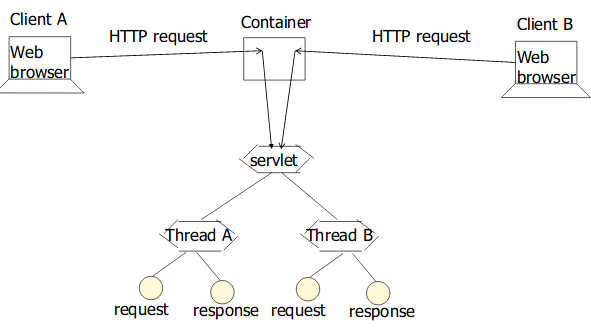 Client A
Container
Client B
HTTP request
HTTP request
Web
browser
Web
browser
servlet
Thread A
Thread B
request
response
request
response